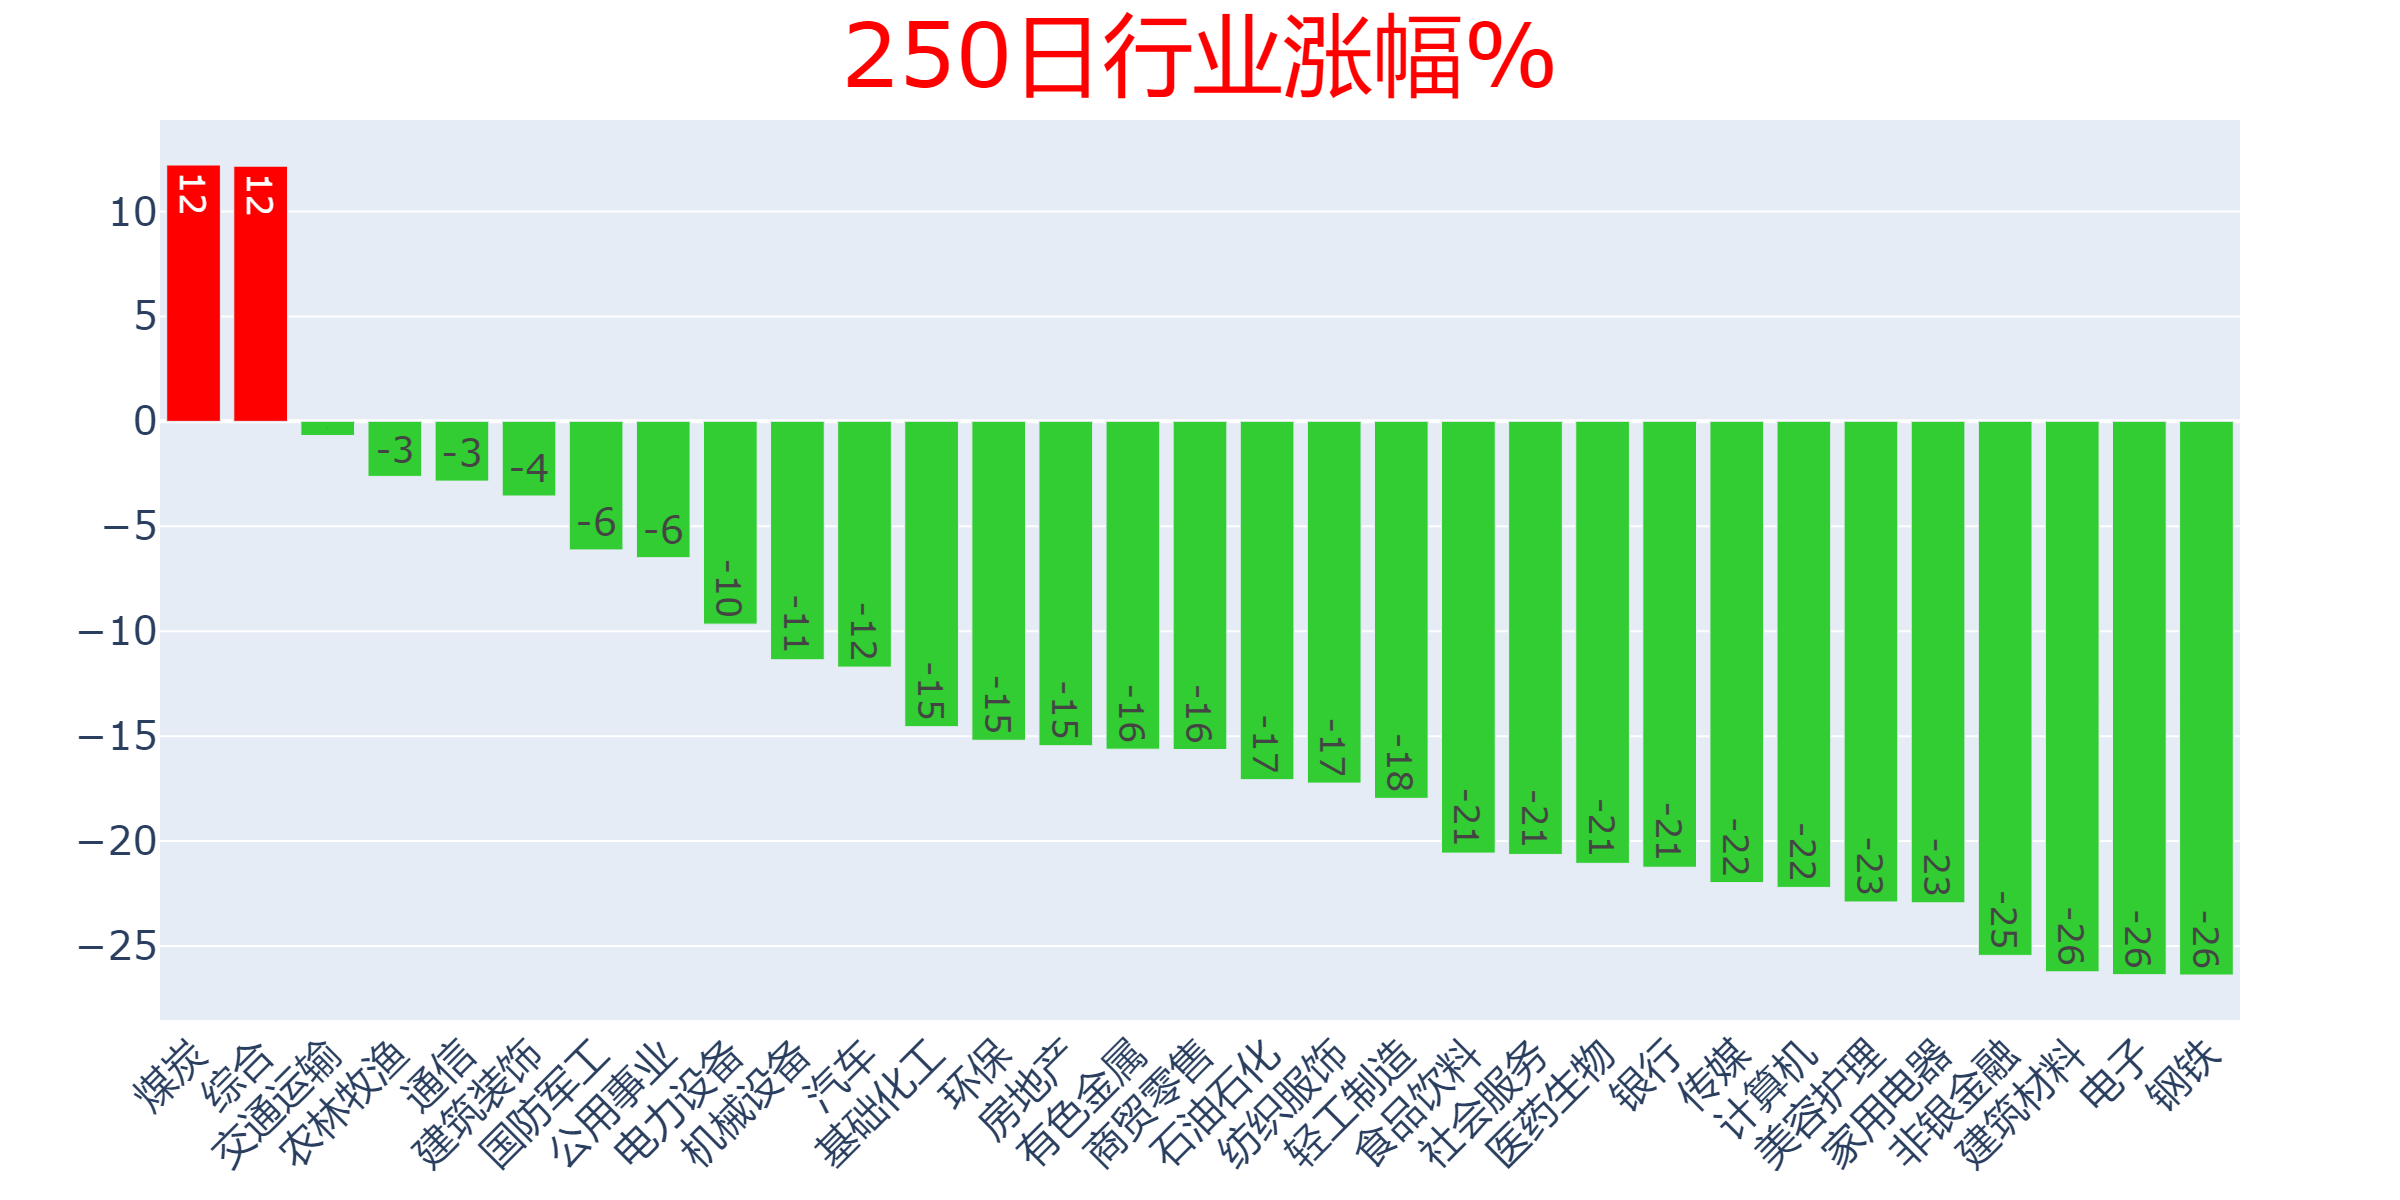 250日行业涨幅%
10
5
0
−5
−10
−15
−20
−25
12
12
-3
-3
-4
-6
-6
-10
-11
-12
-15
-15
-15
-16
-16
-17
-17
-18
-21
-21
-21
-21
-22
-22
-23
-23
-25
-26
-26
-26
煤炭
综合
交通运输
农林牧渔
通信
建筑装饰
国防军工
公用事业
电力设备
机械设备
汽车
基础化工
环保
房地产
有色金属
商贸零售
石油石化
纺织服饰
轻工制造
食品饮料
社会服务
医药生物
银行
传媒
计算机
美容护理
家用电器
非银金融
建筑材料
电子
钢铁